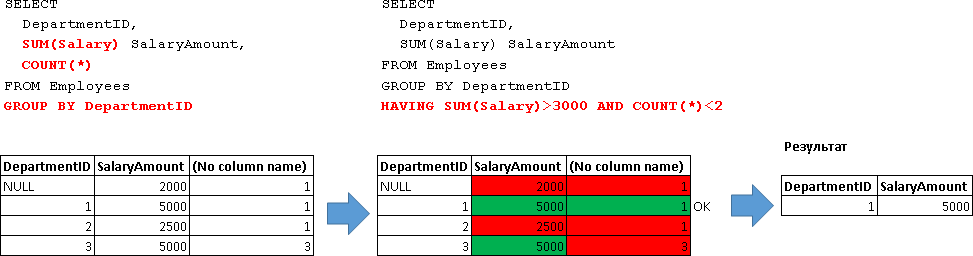 SELECT
DepartmentID,
SUM(Salary) SalaryAmount,
COUNT(*)
FROM Employees
GROUP BY DepartmentID
SELECT
DepartmentID,
SUM(Salary) SalaryAmount
FROM Employees
GROUP BY DepartmentID
HAVING SUM(Salary)>3000 AND COUNT(*)<2
DepartmentID SalaryAmount (No column name)
NULL 2000 1
1 5000 1
2 2500 1
3 5000 3
DepartmentID SalaryAmount (No column name)
NULL 2000 1
1 5000 1 OK
2 2500 1
3 5000 3
Результат
DepartmentID SalaryAmount
1 5000